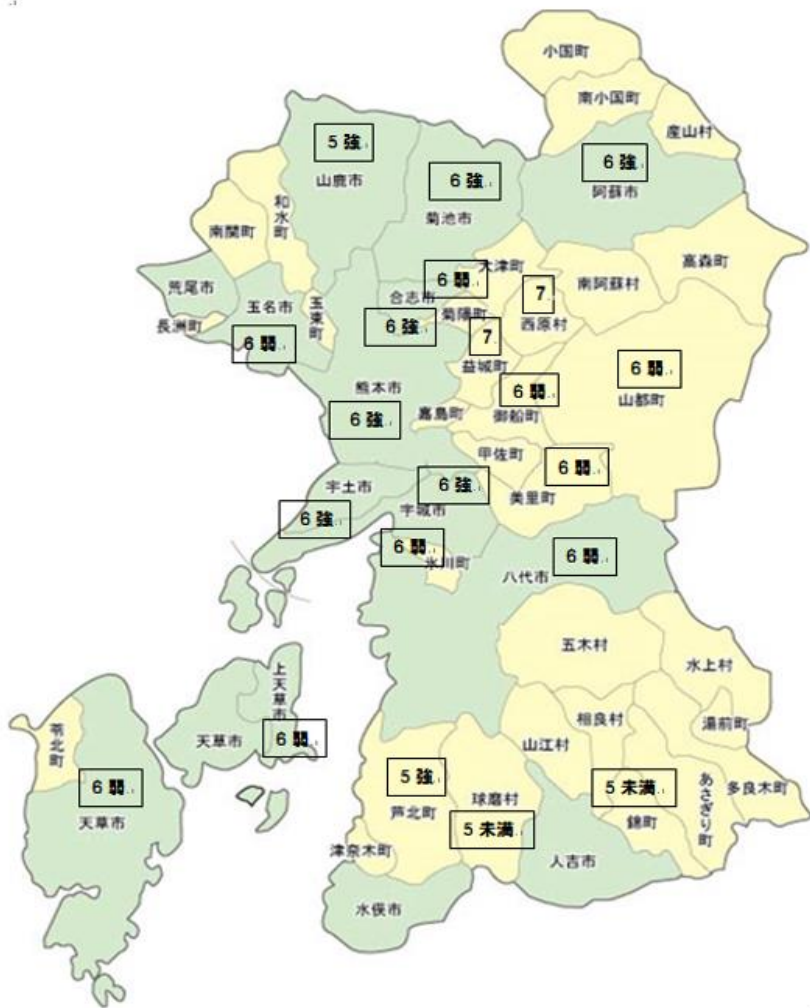 小国町
南小国町
産山村
5 強
山鹿市
6 強
菊池市
6 強
阿蘇市
和水町
南関町
高森町
大津町
南阿蘇村
荒尾市
玉名市
玉東町
合志市
6 弱
菊陽町
7
西原村
長洲町
6 弱
6 強
7
益城町
6 弱
山都町
熊本市
6 強
嘉島町
6 弱
御船町
甲佐町
6 弱
美里町
宇土市
6 強
6 強
宇城市
6 弱
氷川町
6 弱
八代市
五木村
水上村
上天草市
相良村
湯前町
苓北町
天草市
6 弱
山江村
6 弱
天草市
5 強
芦北町
球磨村
5 未満
5 未満
あさぎり町
多良木町
錦町
津奈木町
人吉市
水俣市